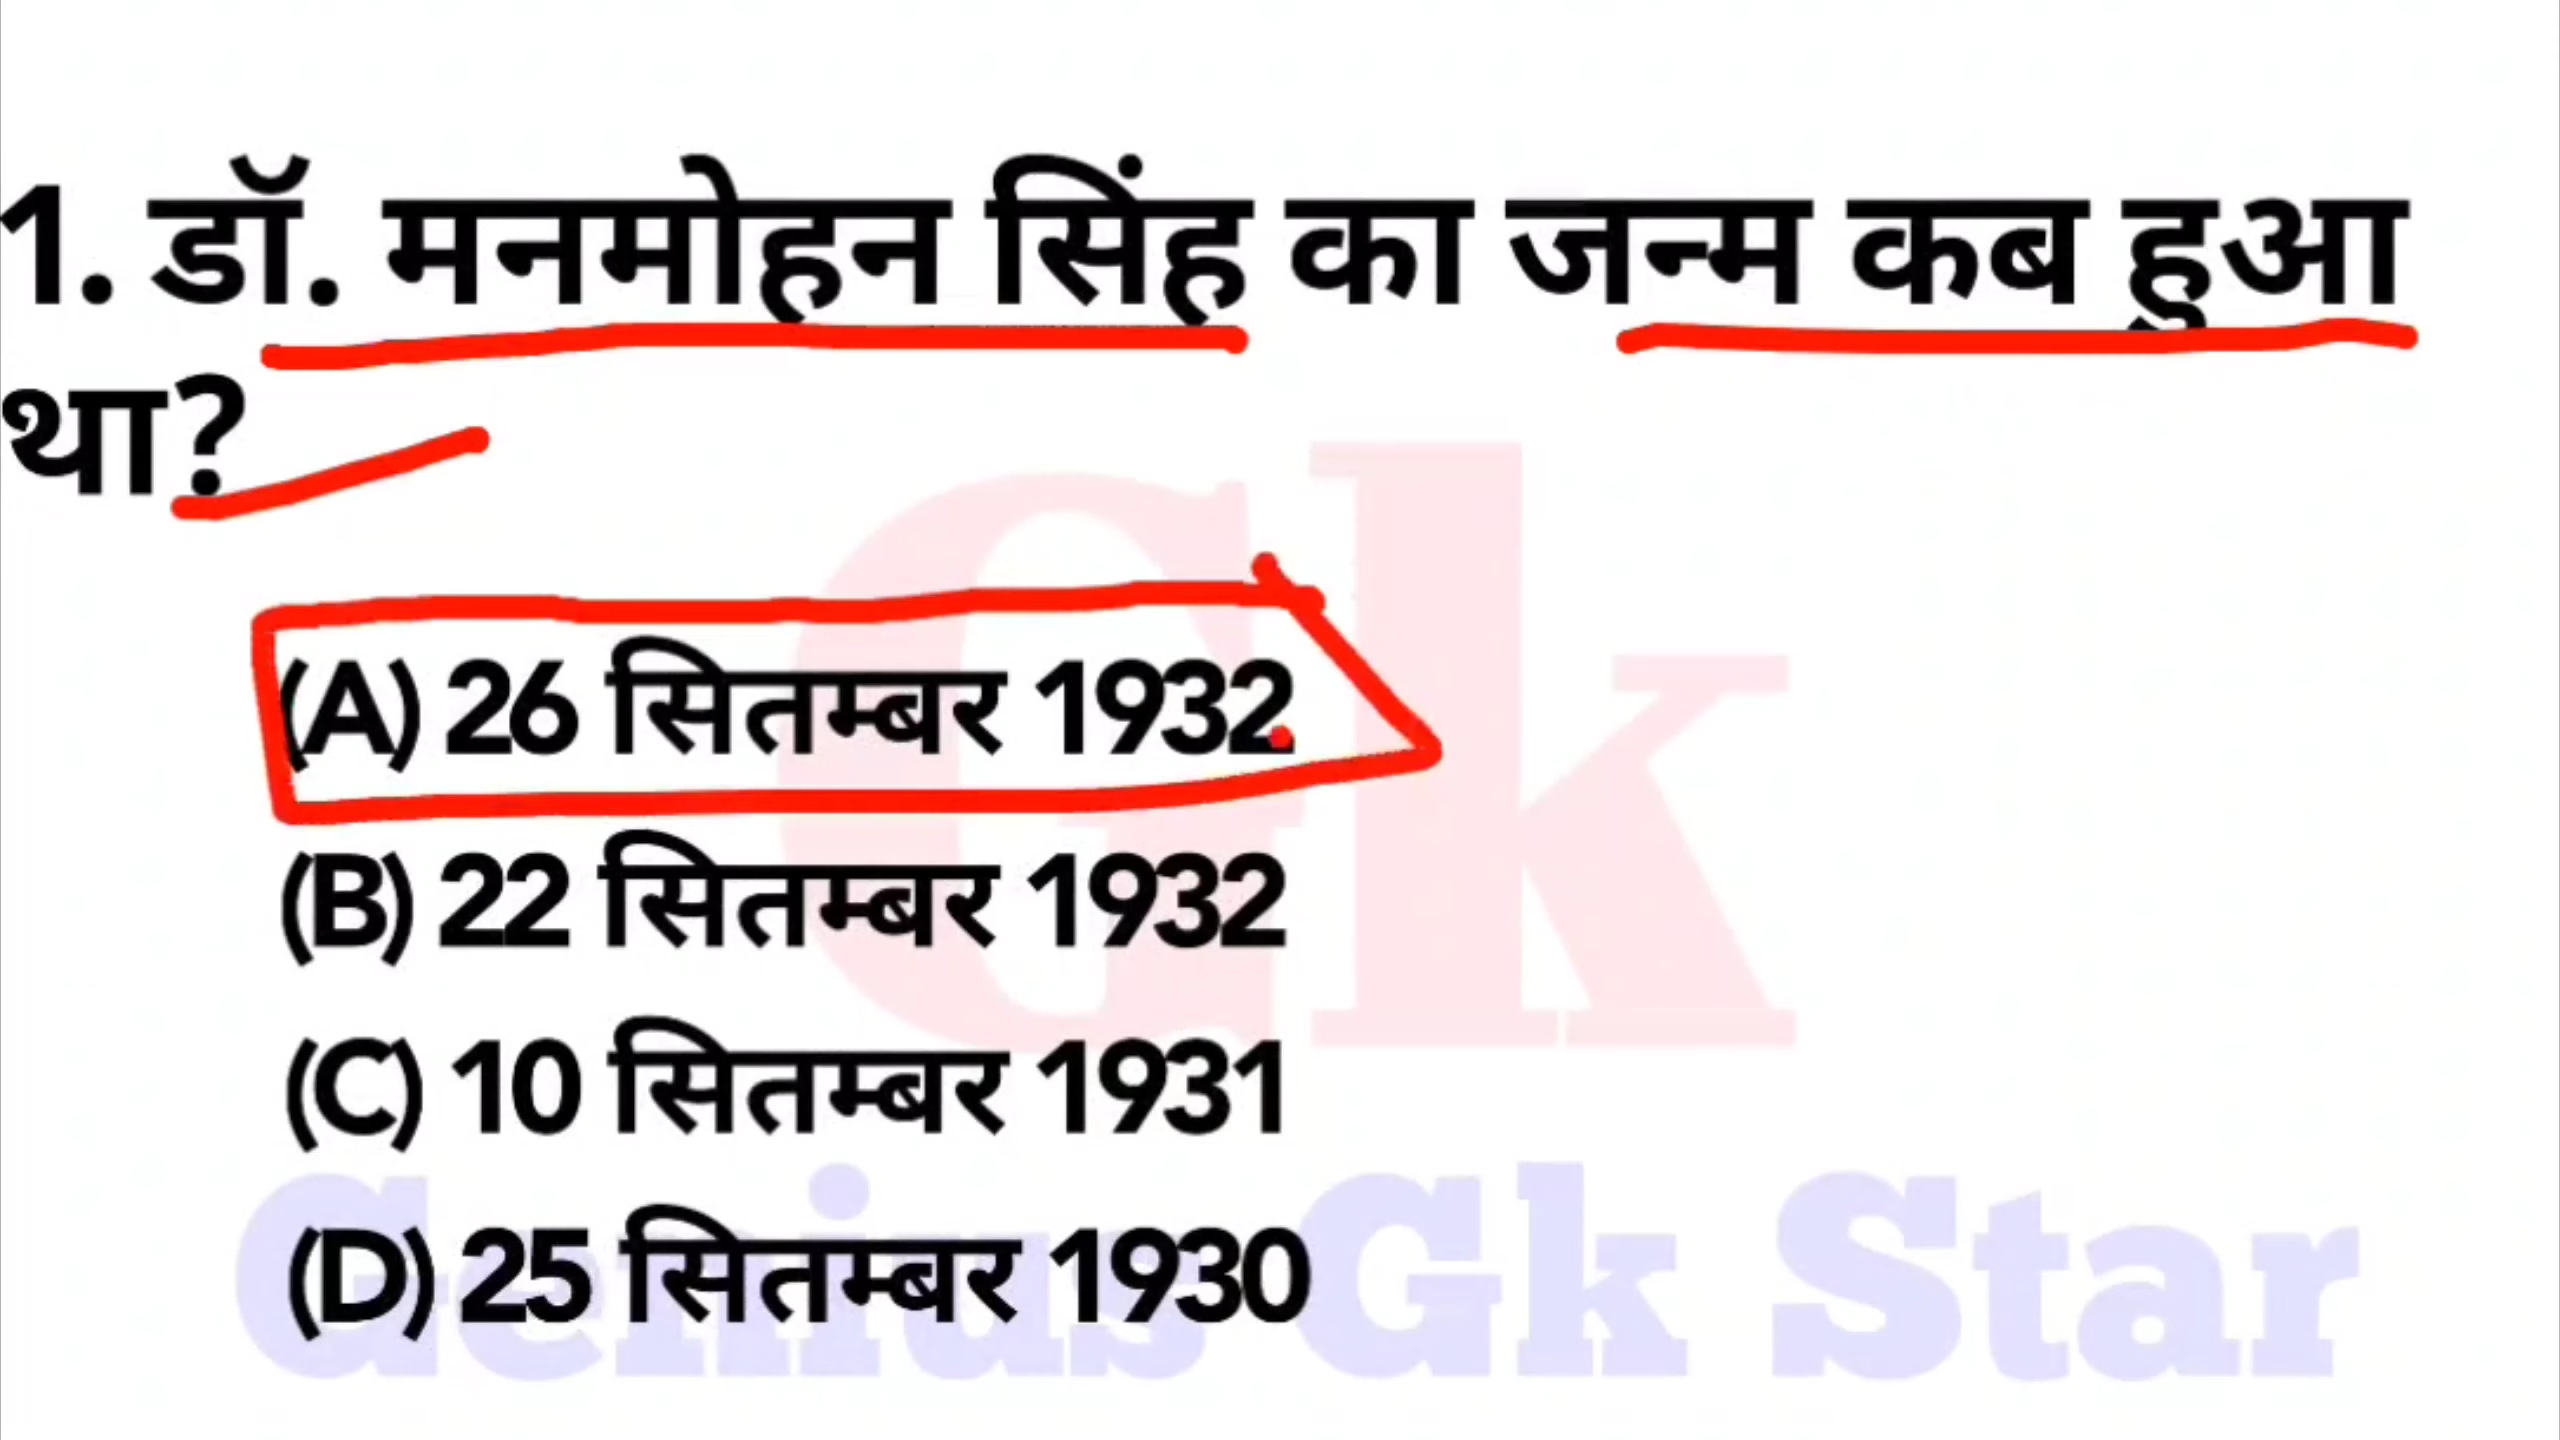 1. डॉ. मनमोहन सिंह का जन्म कब हुआ
था?
(A) 26 सितम्बर 1932
(B) 22 सितम्बर 1932
(C) 10 सितम्बर 1931
(D) 25 सितम्बर 1930
Gk
Genius Gk Star